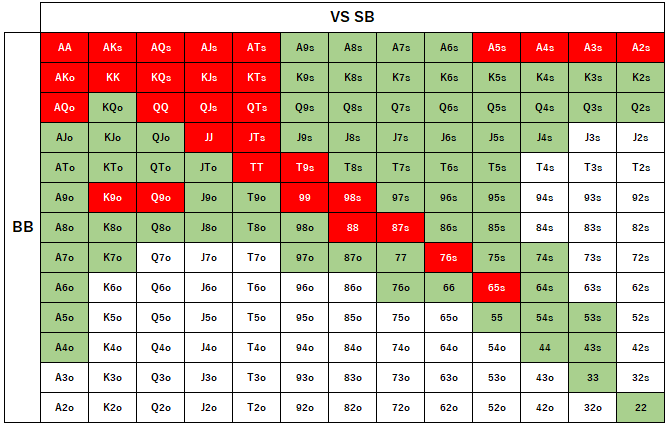 VS SB
AA AKs AQs AJs ATs A9s A8s A7s A6s A5s A4s A3s A2s
AKo KK KQs KJs KTs K9s K8s K7s K6s K5s K4s K3s K2s
AQo KQo QQ QJs QTs Q9s Q8s Q7s Q6s Q5s Q4s Q3s Q2s
AJo KJo QJo JJ JTs J9s J8s J7s J6s J5s J4s J3s J2s
ATo KTo QTo JTo TT T9s T8s T7s T6s T5s T4s T3s T2s
A9o K9o Q9o J9o T9o 99 98s 97s 96s 95s 94s 93s 92s
BB A8o K8o Q8o J8o T8o 98o 88 87s 86s 85s 84s 83s 82s
A7o K7o Q7o J7o T7o 97o 87o 77 76s 75s 74s 73s 72s
A6o K6o Q6o J6o T6o 96o 86o 76o 66 65s 64s 63s 62s
A5o K5o Q5o J5o T5o 95o 85o 75o 65o 55 54s 53s 52s
A4o K4o Q4o J4o T4o 94o 84o 74o 64o 54o 44 43s 42s
A3o K3o Q3o J3o T3o 93o 83o 73o 63o 53o 43o 33 32s
A2o K2o Q2o J2o T2o 92o 82o 72o 62o 52o 42o 32o 22